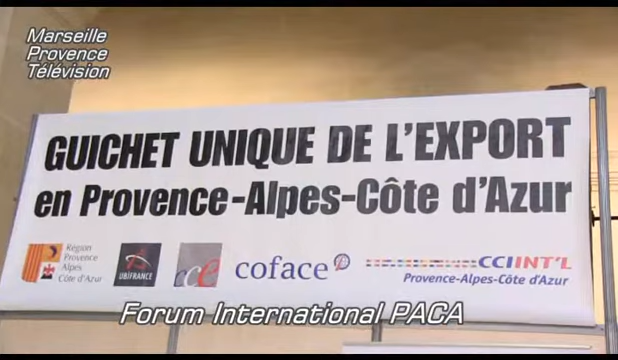 Marseille
Provence
Télévision
GUICHET UNIQUE DE L'EXPORT
en Provence-Alpes-Côte d'Azur
Région
Provence
Alpes
Côte d'Azur
UBIFRANCE
cce
coface
CCI INT'L
Provence-Alpes-Côte d'Azur
Forum International PACA